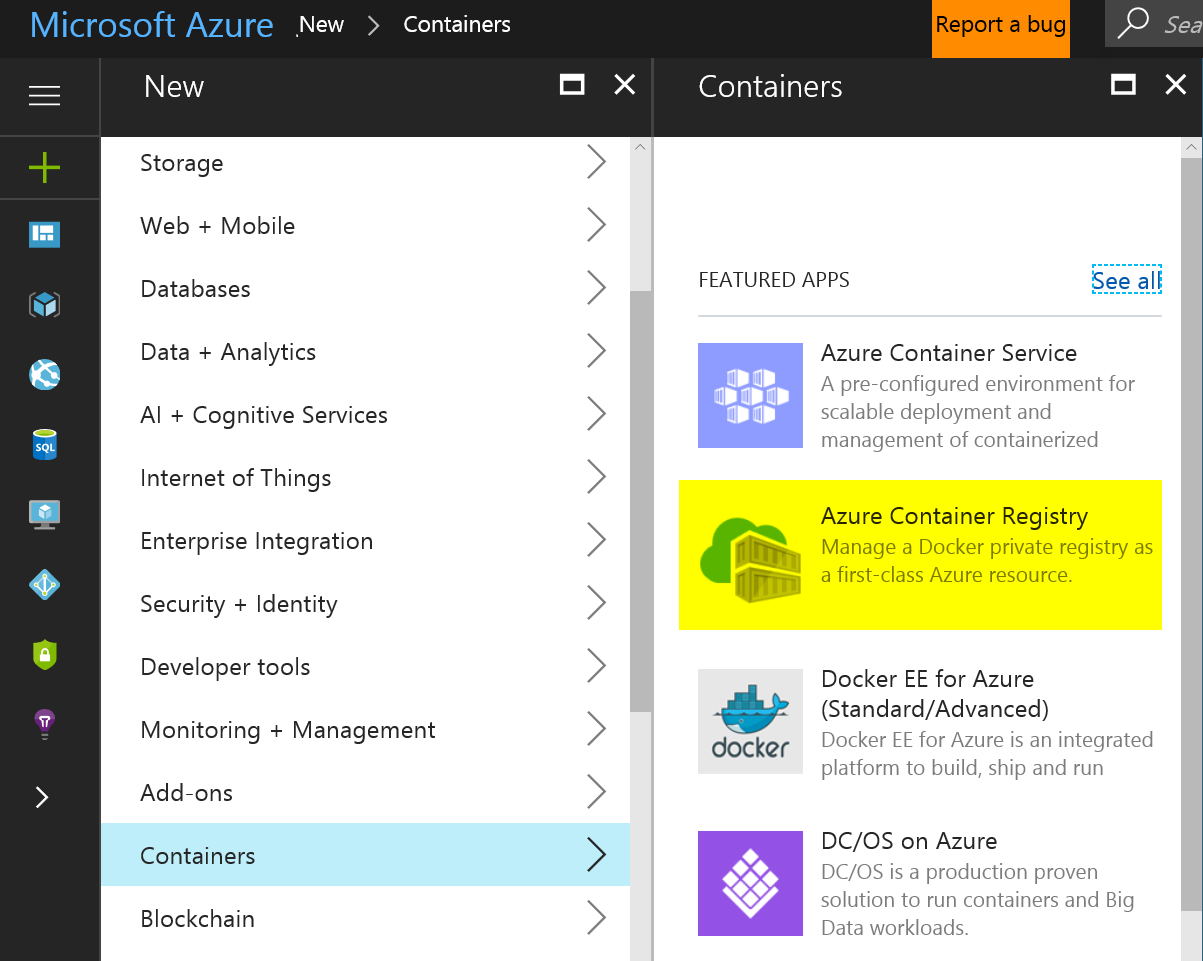 Microsoft Azure New > Containers
Report a bug
Sea
New
Containers
Storage
Web + Mobile
Databases
Data + Analytics
AI + Cognitive Services
Internet of Things
Enterprise Integration
Security + Identity
Developer tools
Monitoring + Management
Add-ons
Containers
Blockchain
SQL
FEATURED APPS
See all
Azure Container Service
A pre-configured environment for
scalable deployment and
management of containerized
Azure Container Registry
Manage a Docker private registry as
a first-class Azure resource.
docker
Docker EE for Azure
(Standard/Advanced)
Docker EE for Azure is an integrated
platform to build, ship and run
DC/OS on Azure
DC/OS is a production proven
solution to run containers and Big
Data workloads.